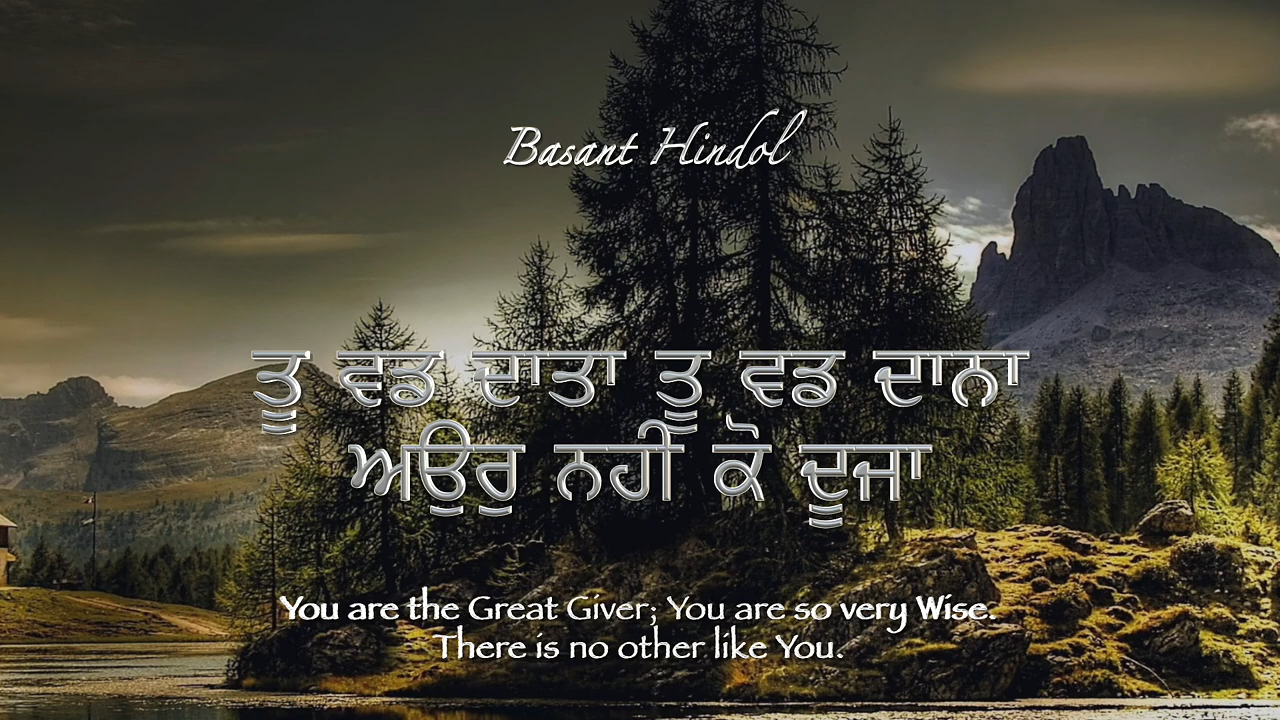 Basant Hindol
ਤੂ ਵਡ ਦਾਤਾ ਤੂ ਵਡ ਦਾਨਾ
ਅਉਰੁ ਨਹੀ ਕੋ ਦੂਜਾ
You are the Great Giver; You are so very Wise.
There is no other like You.